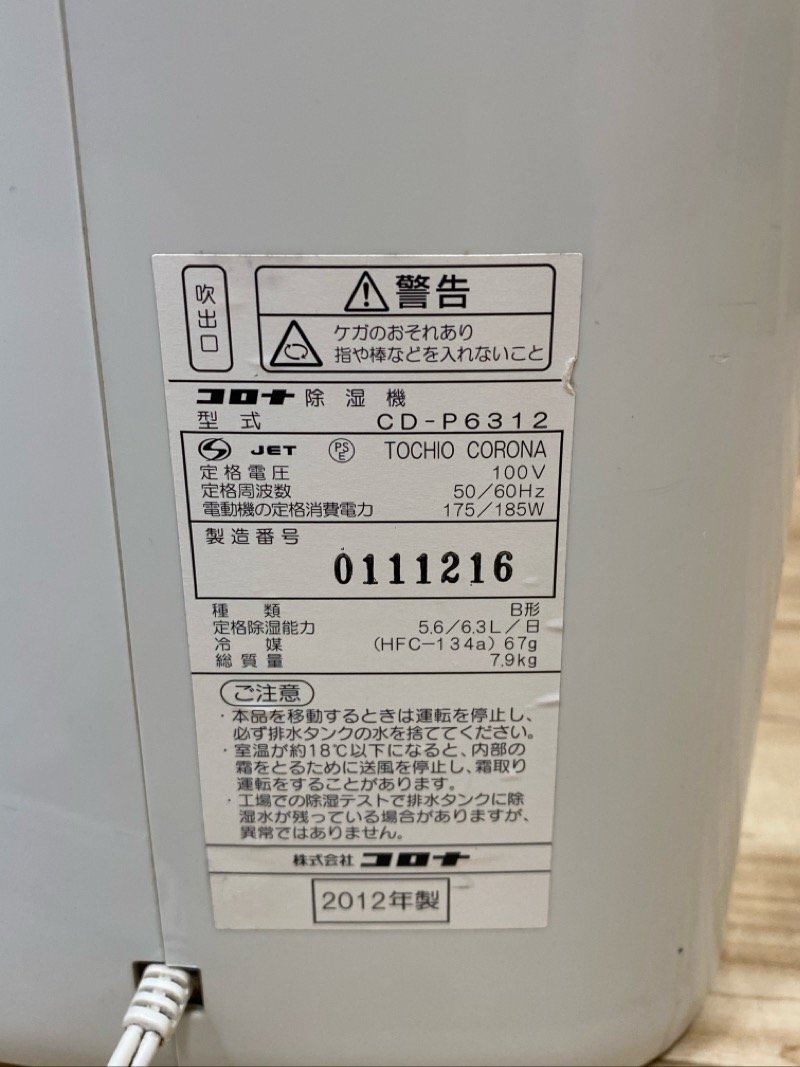 吹出口
警告
ケガのおそれあり
指や棒などを入れないこと
コロナ 除湿機
型式 CD-P6312
JET PSE TOCHIO CORONA
定格電圧 100V
定格周波数 50/60Hz
電動機の定格消費電力 175/185W
製造番号
0111216
種類 B形
定格除湿能力 5.6/6.3L/日
冷媒 (HFC-134a) 67g
総質量 7.9kg
ご注意
・本品を移動するときは運転を停止し、
必ず排水タンクの水を捨ててください。
・室温が約18℃以下になると、内部の
霜をとるために送風を停止し、霜取り
運転をすることがあります。
・工場での除湿テストで排水タンクに除
湿水が残っている場合がありますが、
異常ではありません。
株式会社 コロナ
2012年製